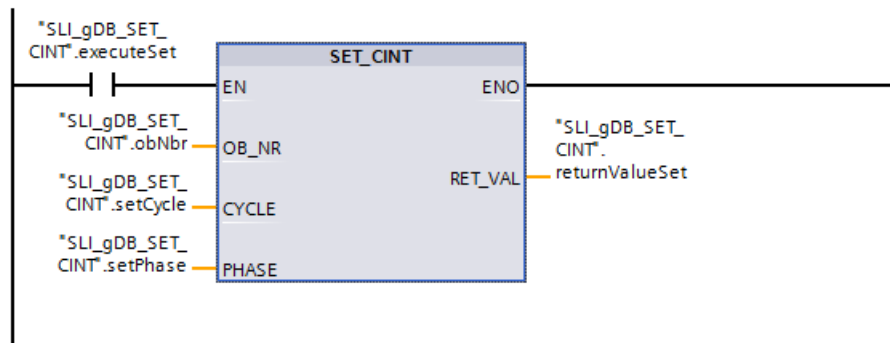 "SLI_gDB_SET_
CINT".executeSet
SET_CINT
EN
ENO
"SLI_gDB_SET_
CINT".obNbr
OB_NR
"SLI_gDB_SET_
CINT".
returnValueSet
RET_VAL
"SLI_gDB_SET_
CINT".setCycle
CYCLE
"SLI_gDB_SET_
CINT".setPhase
PHASE